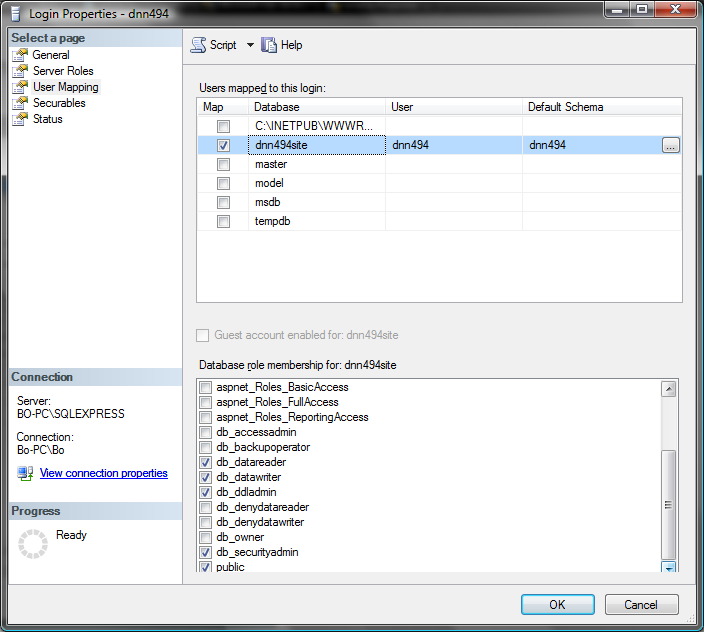 Login Properties - dnn494
Select a page
General
Server Roles
User Mapping
Securables
Status
Connection
Server:
BO-PC\SQLEXPRESS
Connection:
Bo-PC\Bo
View connection properties
Progress
Ready
Script Help
Users mapped to this login:
Map Database User Default Schema
C:\INETPUB\WWWR...
dnn494site dnn494 dnn494 ...
master
model
msdb
tempdb
Guest account enabled for: dnn494site
Database role membership for: dnn494site
aspnet_Roles_BasicAccess
aspnet_Roles_FullAccess
aspnet_Roles_ReportingAccess
db_accessadmin
db_backupoperator
db_datareader
db_datawriter
db_ddladmin
db_denydatareader
db_denydatawriter
db_owner
db_securityadmin
public
OK Cancel